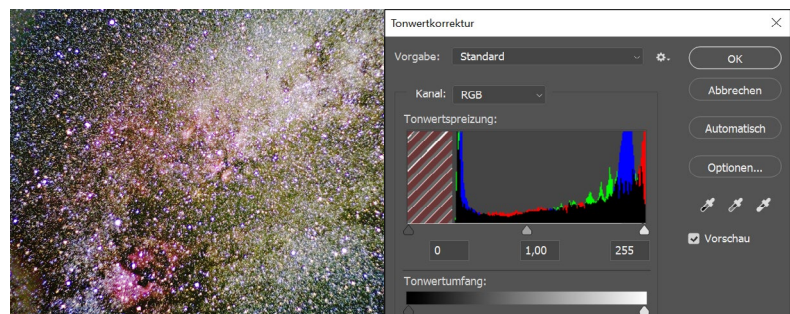 Tonwertkorrektur
Vorgabe: Standard
OK
Kanal: RGB
Abbrechen
Tonwertspreizung:
Automatisch
Optionen...
0 1,00 255
Vorschau
Tonwertumfang: